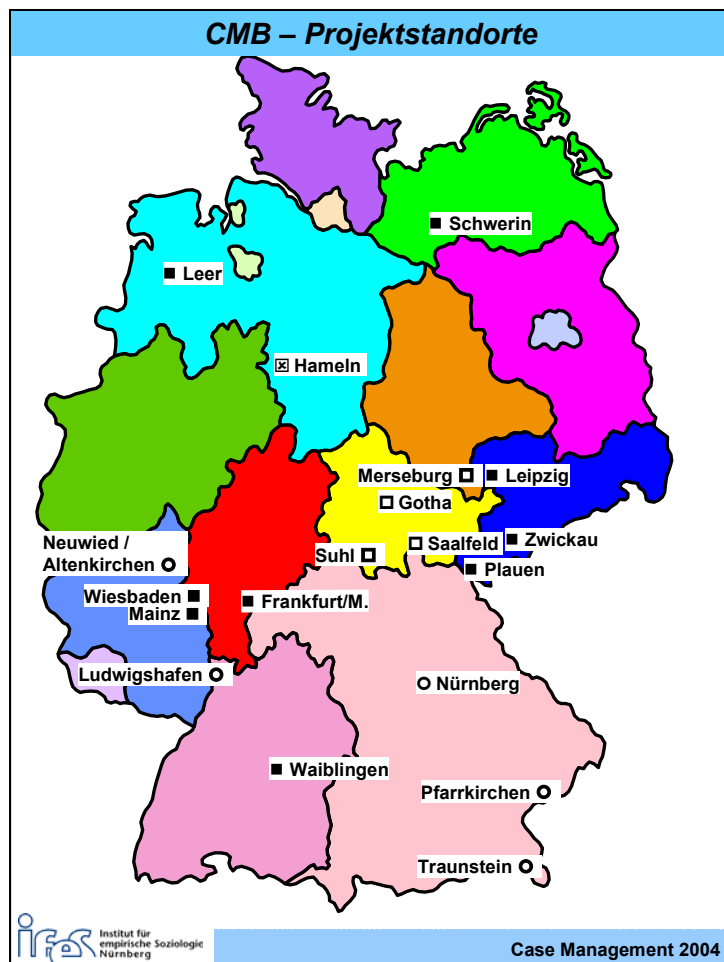 CMB – Projektstandorte
Schwerin
Leer
Hameln
Merseburg
Leipzig
Gotha
Zwickau
Neuwied /
Altenkirchen
Suhl
Saalfeld
Plauen
Wiesbaden
Mainz
Frankfurt/M.
Ludwigshafen
Nürnberg
Waiblingen
Pfarrkirchen
Traunstein
ifes
Institut für
empirische Soziologie
Nürnberg
Case Management 2004